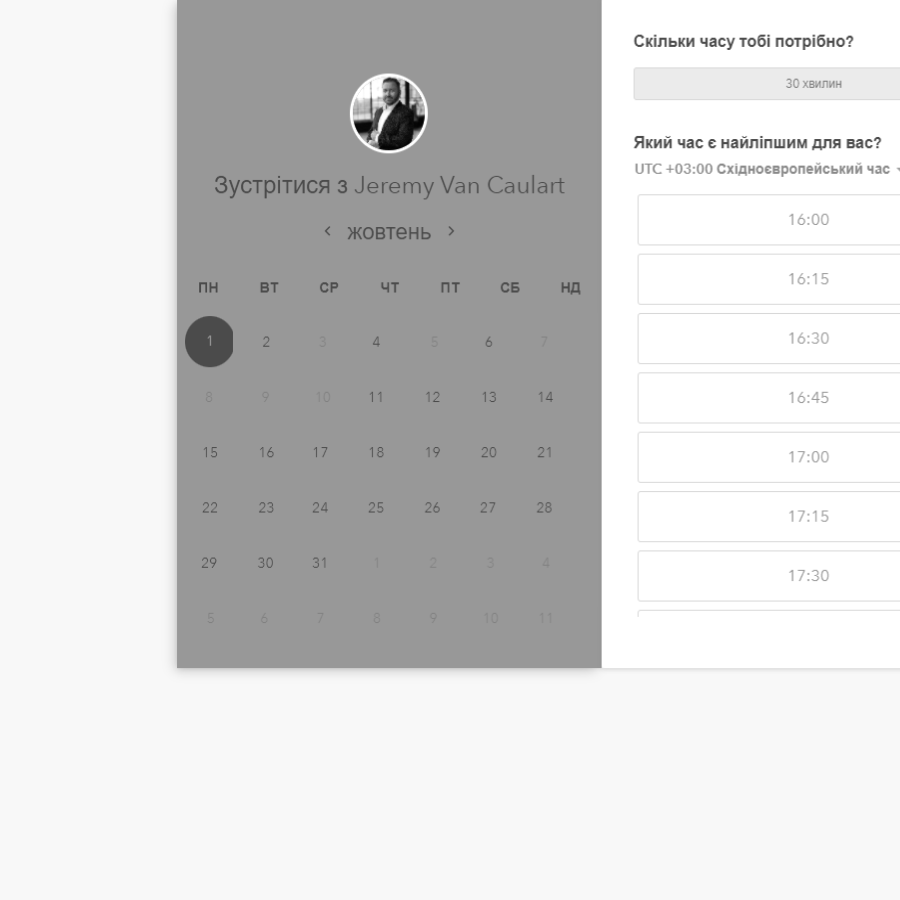 Зустрітися з Jeremy Van Caulart
жовтень
ПН ВТ СР ЧТ ПТ СБ НД
1 2 3 4 5 6 7
8 9 10 11 12 13 14
15 16 17 18 19 20 21
22 23 24 25 26 27 28
29 30 31 1 2 3 4
5 6 7 8 9 10 11
Скільки часу тобі потрібно?
30 хвилин
Який час є найліпшим для вас?
UTC +03:00 Східноєвропейський час
16:00
16:15
16:30
16:45
17:00
17:15
17:30